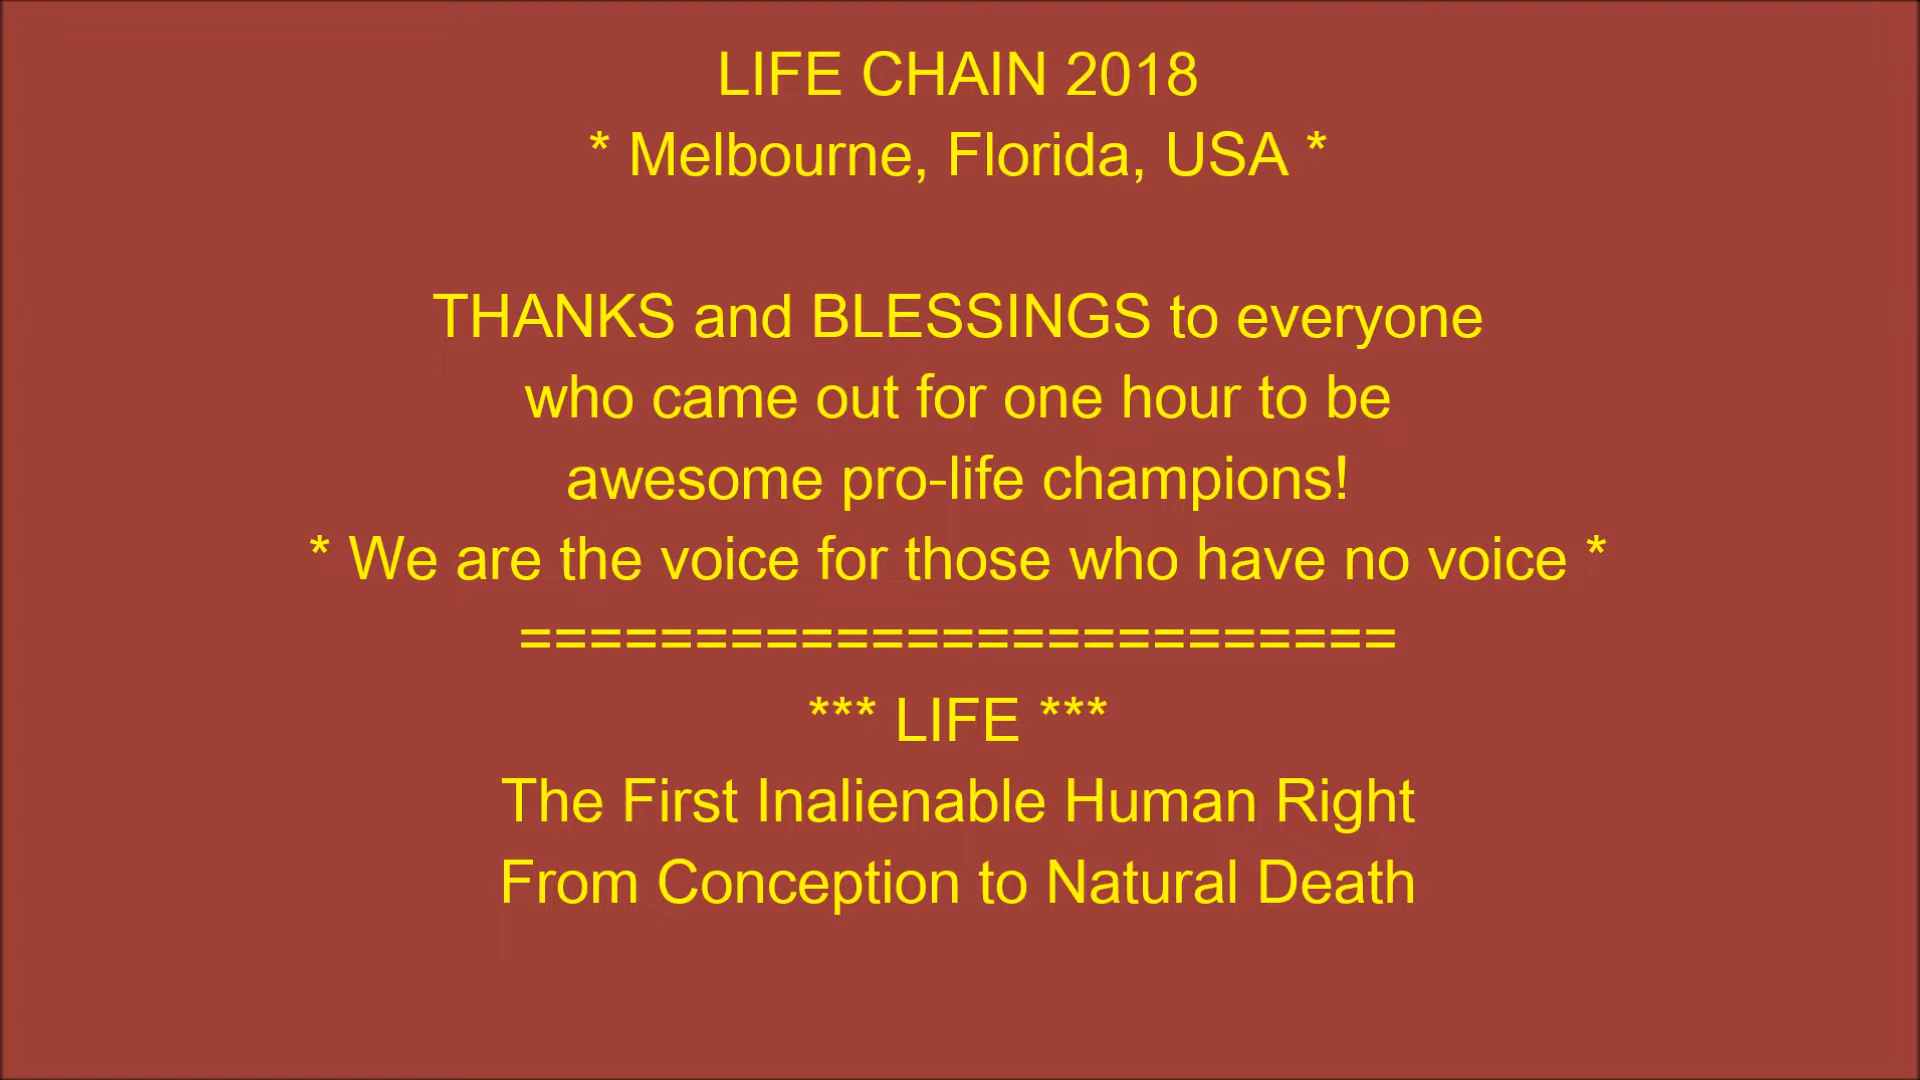 LIFE CHAIN 2018
* Melbourne, Florida, USA *
THANKS and BLESSINGS to everyone
who came out for one hour to be
awesome pro-life champions!
* We are the voice for those who have no voice *
=========================
*** LIFE ***
The First Inalienable Human Right
From Conception to Natural Death